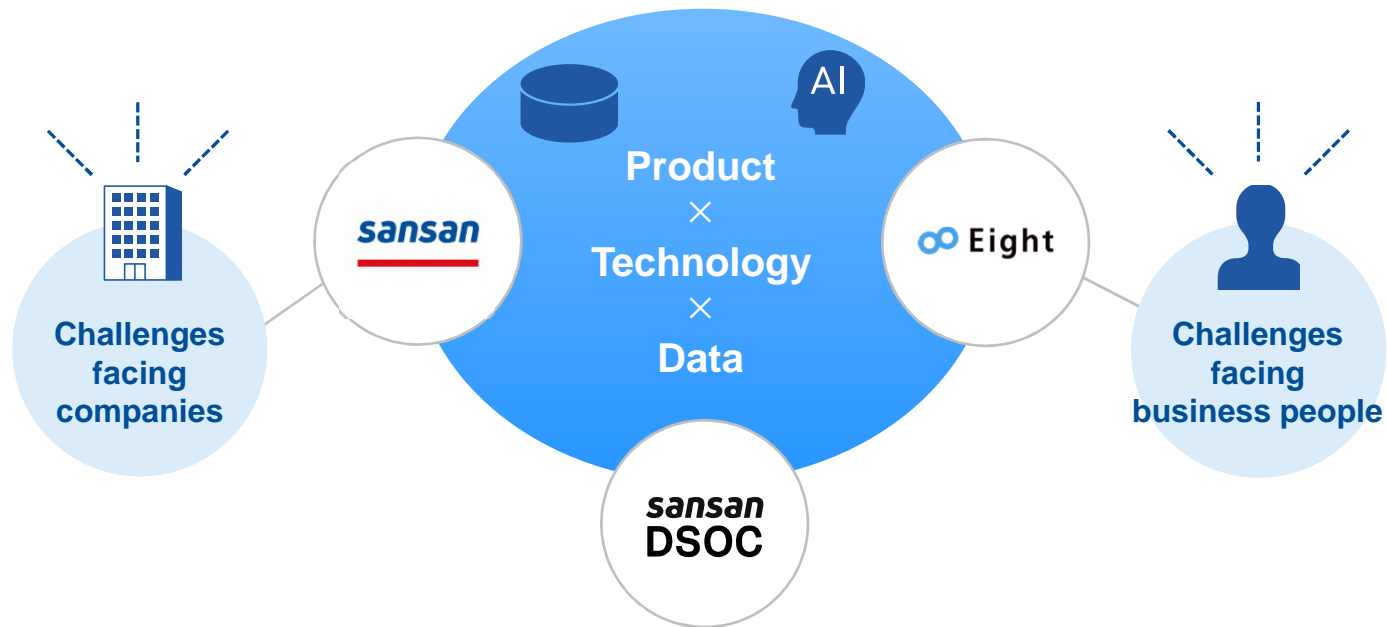 AI
Product
×
Technology
×
Data
sansan
Eight
Challenges
facing
companies
Challenges
facing
business people
sansan
DSOC